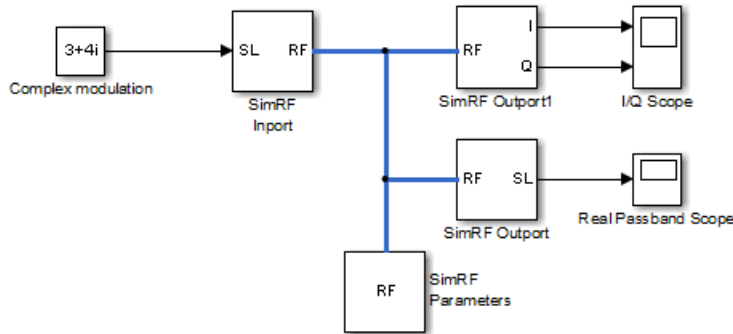 3+4i
Complex modulation
SL RF
SimRF
Inport
RF I
Q
SimRF Outport1
I/Q Scope
RF SL
SimRF Outport
Real Passband Scope
RF
SimRF
Parameters